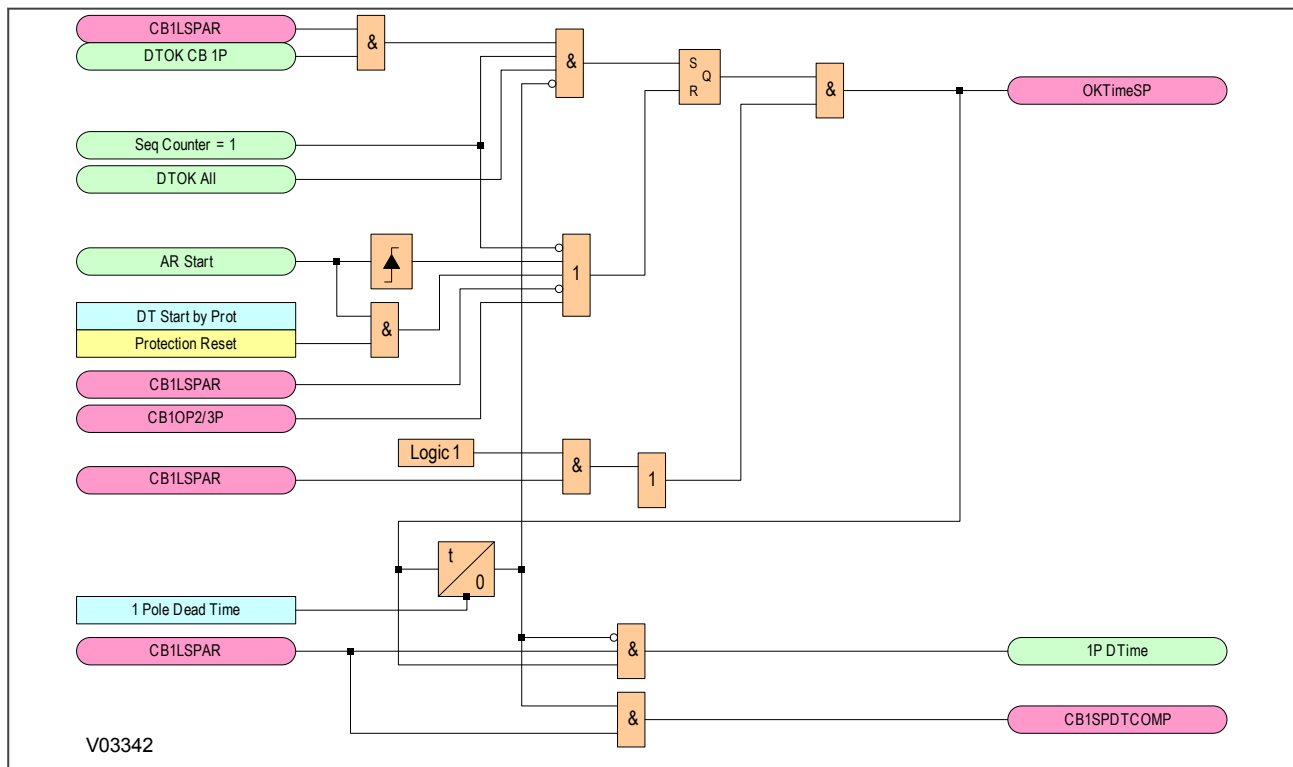 CB1LSPAR
DTOK CB 1P
&
&
S
Q
R
&
OKTimeSP
Seq Counter = 1
DTOK All
AR Start
1
DT Start by Prot
&
Protection Reset
CB1LSPAR
CB1OP2/3P
Logic 1
&
1
CB1LSPAR
t
0
1 Pole Dead Time
CB1LSPAR
&
1P DTime
&
CB1SPDTCOMP
V03342